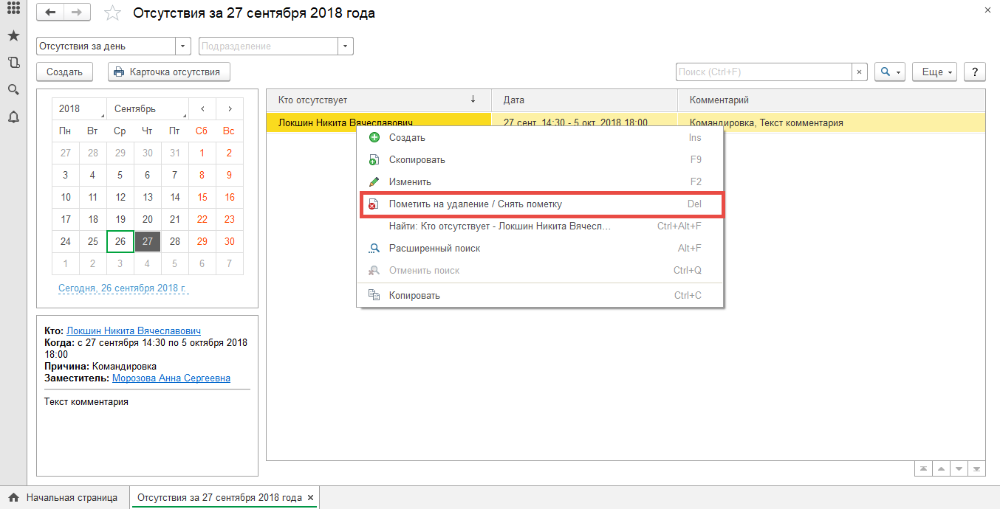 Отсутствия за 27 сентября 2018 года
Отсутствия за день
Подразделение
Создать
Карточка отсутствия
Поиск (Ctrl+F)
×
Еще
?
2018 Сентябрь < >
Пн Вт Ср Чт Пт Сб Вс
27 28 29 30 31 1 2
3 4 5 6 7 8 9
10 11 12 13 14 15 16
17 18 19 20 21 22 23
24 25 26 27 28 29 30
1 2 3 4 5 6 7
Сегодня, 26 сентября 2018 г.
Кто: Локшин Никита Вячеславович
Когда: с 27 сентября 14:30 по 5 октября 2018
18:00
Причина: Командировка
Заместитель: Морозова Анна Сергеевна
Текст комментария
Кто отсутствует ↓ Дата Комментарий
Локшин Никита Вячеславович 27 сент. 14:30 - 5 окт. 2018 18:00 Командировка, Текст комментария
Создать Ins
Скопировать F9
Изменить F2
Пометить на удаление / Снять пометку Del
Найти: Кто отсутствует - Локшин Никита Вячесл... Ctrl+Alt+F
Расширенный поиск Alt+F
Отменить поиск Ctrl+Q
Копировать Ctrl+C
Начальная страница
Отсутствия за 27 сентября 2018 года ×